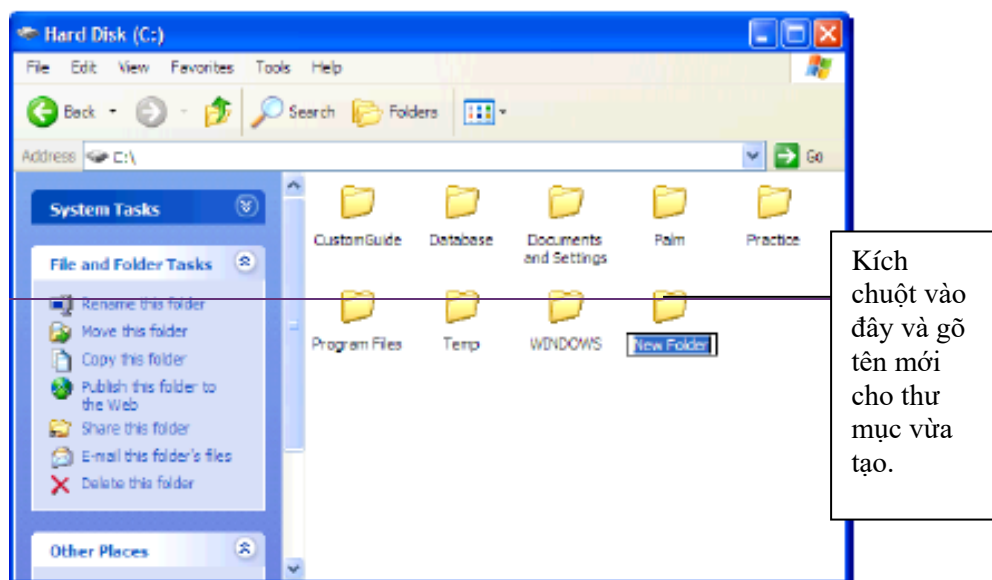 Hard Disk (C:)
File Edit View Favorites Tools Help
Back Search Folders
Address C:\ Go
System Tasks
File and Folder Tasks
Rename this folder
Move this folder
Copy this folder
Publish this folder to
the Web
Share this folder
E-mail this folder's files
Delete this folder
Other Places
CustomGuide Database Documents
and Settings Palm Practice
Program Files Temp WINDOWS New Folder
Kích
chuột vào
đây và gõ
tên mới
cho thư
mục vừa
tạo.